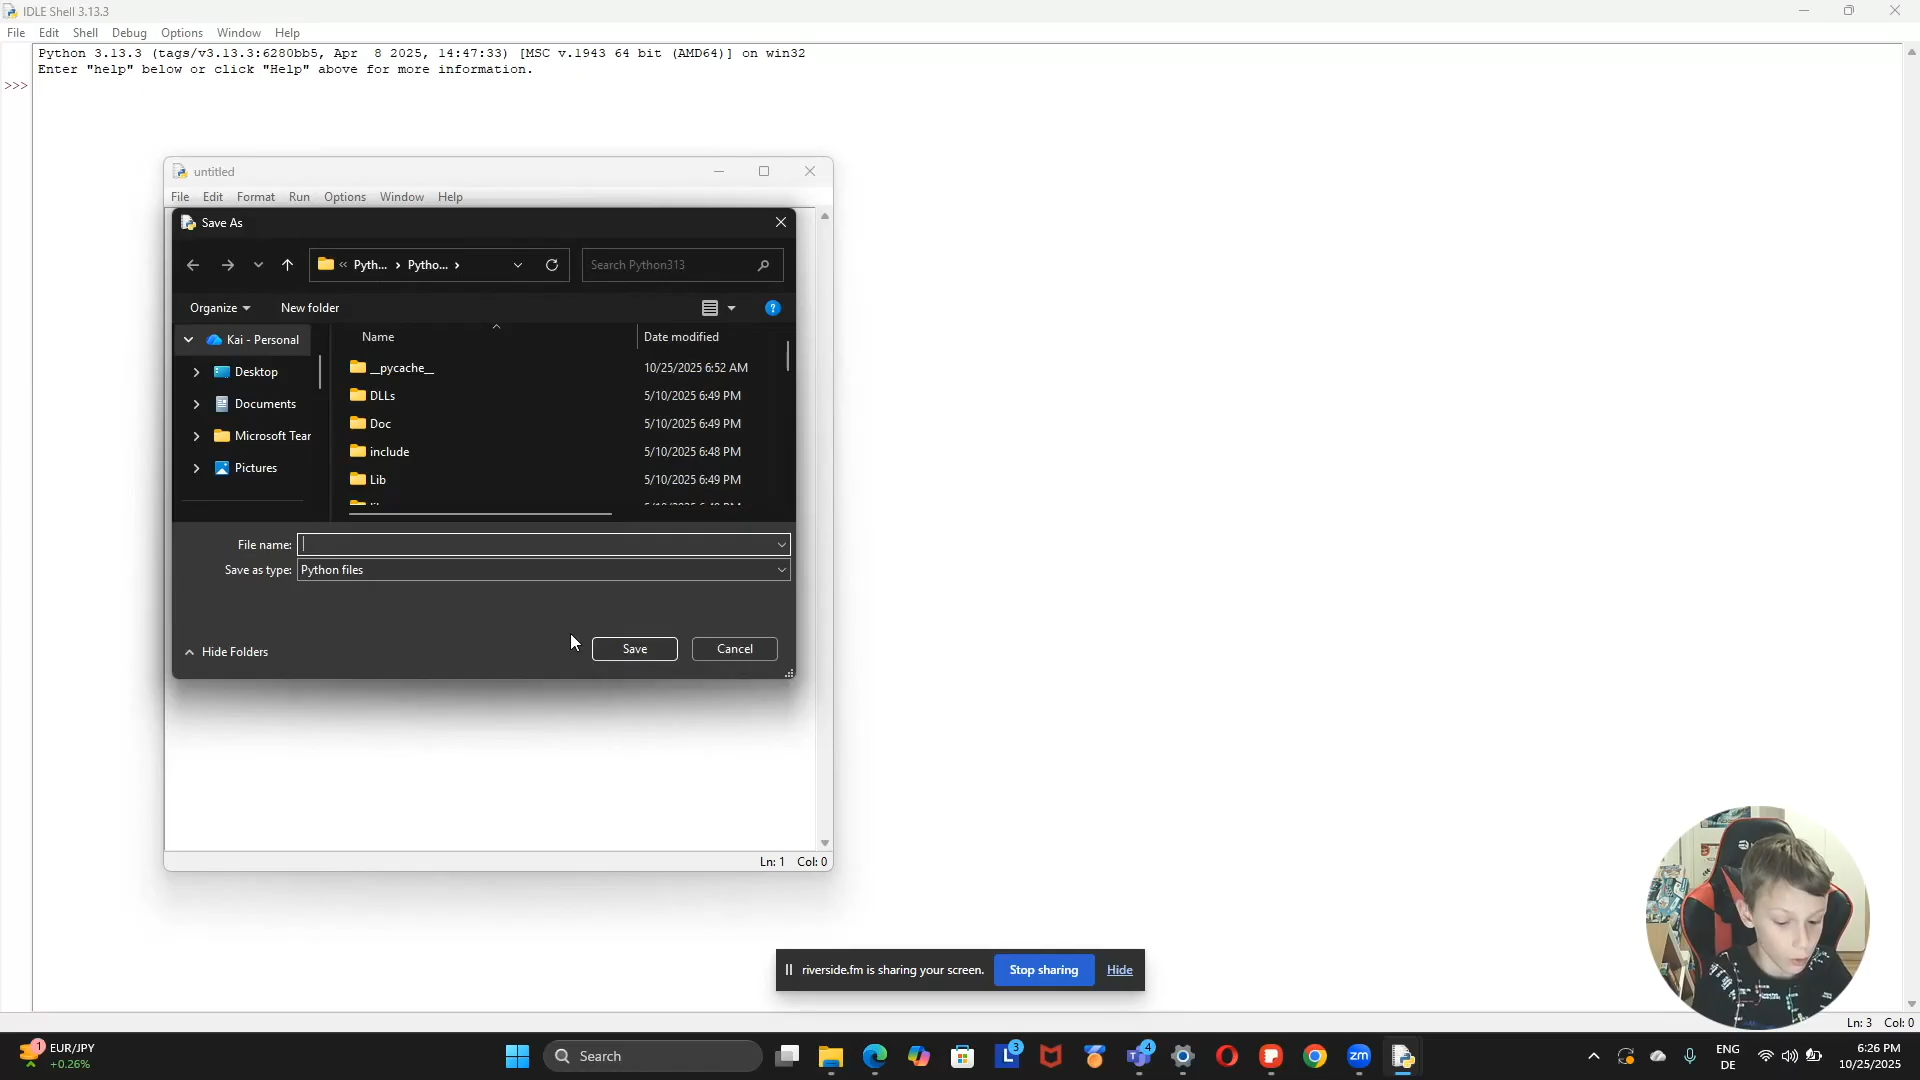 IDLE Shell 3.13.3
File Edit Shell Debug Options Window Help
Python 3.13.3 (tags/v3.13.3:6280bb5, Apr 8 2025, 14:47:33) [MSC v.1943 64 bit (AMD64)] on win32
Enter "help" below or click "Help" above for more information.
>>>
untitled
File Edit Format Run Options Window Help
Save As
« Pyth... › Pytho... ›
Search Python313
Organize
New folder
?
Kai - Personal
Desktop
Documents
Microsoft Tear
Pictures
Name Date modified
__pycache__ 10/25/2025 6:52 AM
DLLs 5/10/2025 6:49 PM
Doc 5/10/2025 6:49 PM
include 5/10/2025 6:48 PM
Lib 5/10/2025 6:49 PM
File name:
Save as type: Python files
Hide Folders
Save
Cancel
Ln: 1 Col: 0
riverside.fm is sharing your screen.
Stop sharing
Hide
Ln: 3 Col: 0
1
EUR/JPY
+0.26%
Search
L
3
4
zm
ENG
DE
6:26 PM
10/25/2025